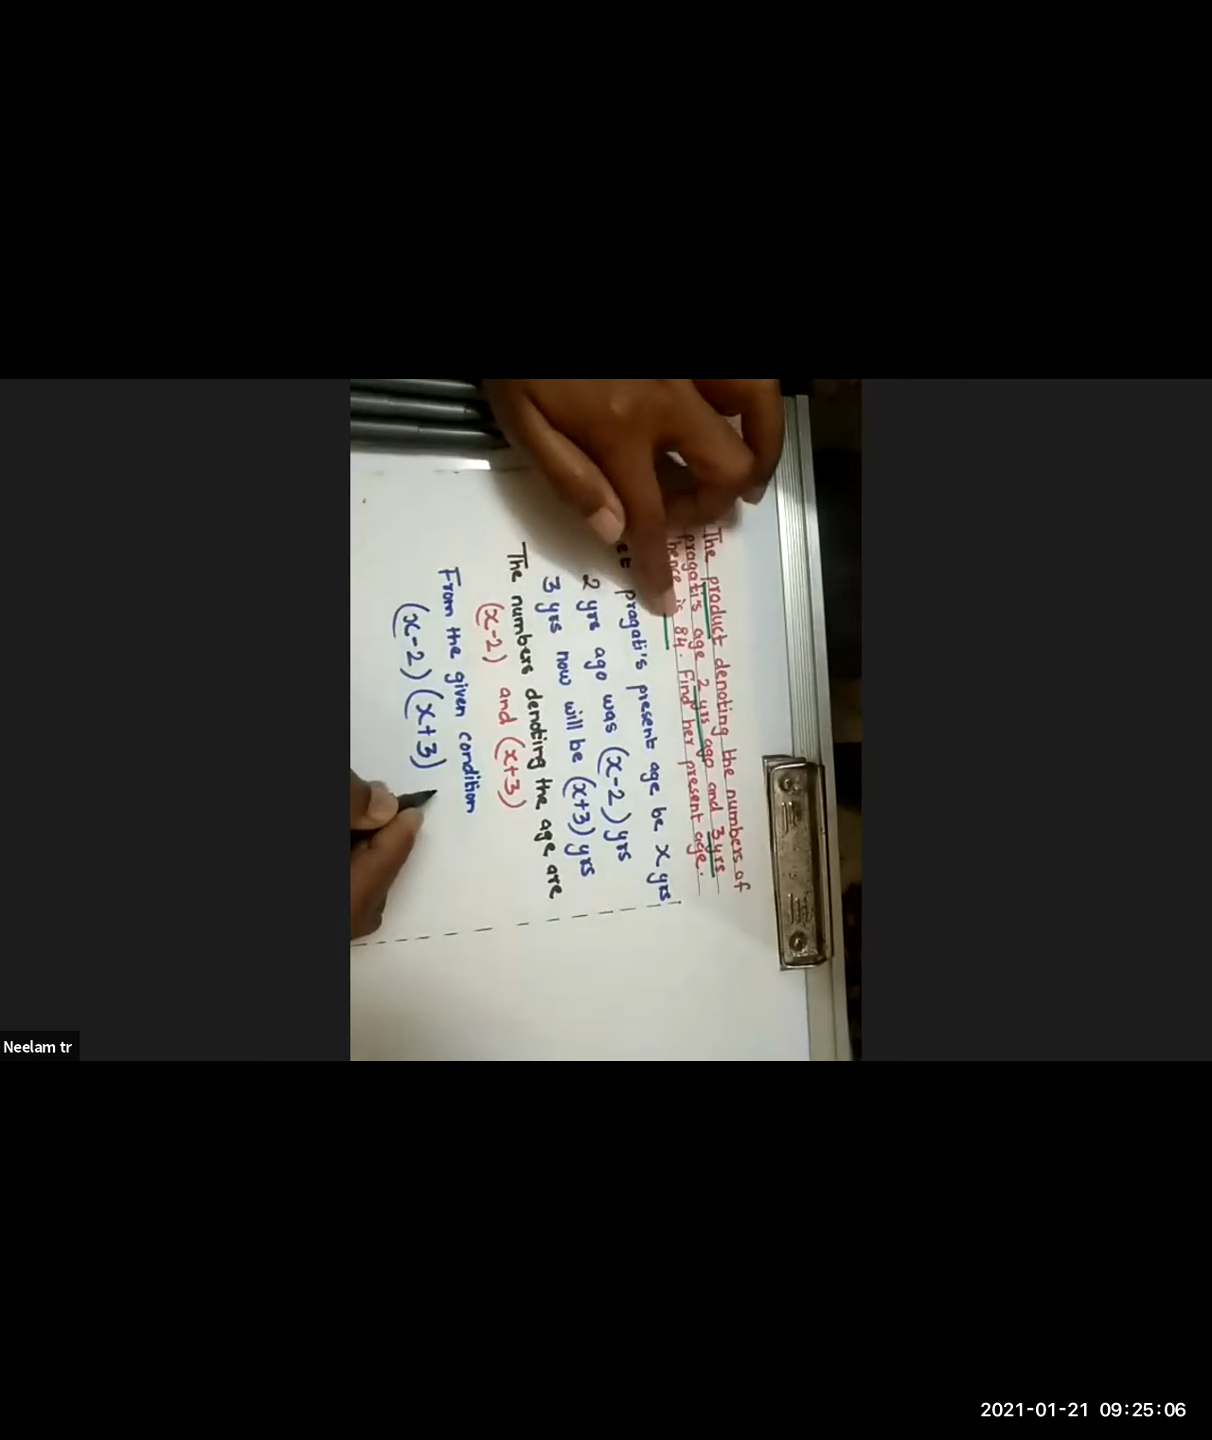 The product denoting the numbers of
pragati's age 2 yrs ago and 3yrs
hence is 84. Find her present age.
pragati's present age be x yrs
2 yrs ago was (x-2) yrs
3 yrs now will be (x+3) yrs
The numbers denoting the age are
(x-2) and (x+3)
From the given condition
(x-2) (x+3)
Neelam tr
2021-01-21 09:25:06